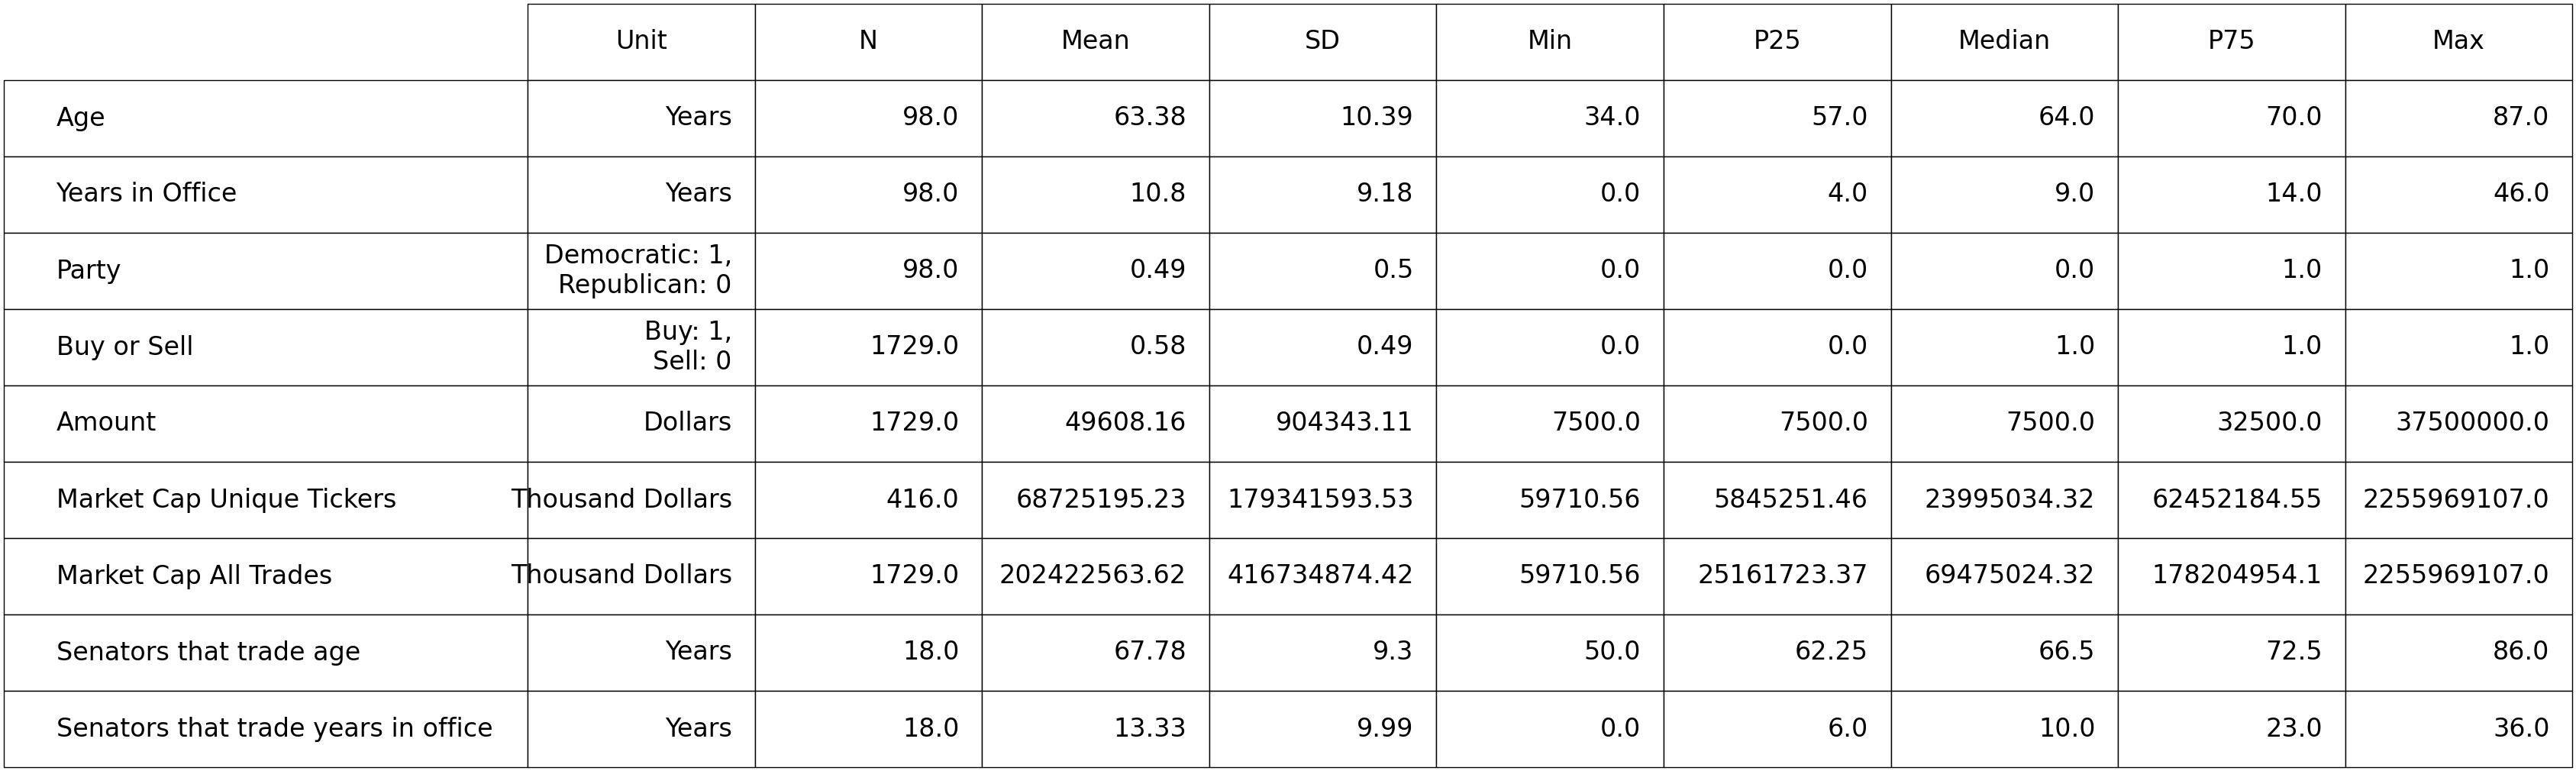 Unit N Mean SD Min P25 Median P75 Max
Age Years 98.0 63.38 10.39 34.0 57.0 64.0 70.0 87.0
Years in Office Years 98.0 10.8 9.18 0.0 4.0 9.0 14.0 46.0
Party Democratic: 1, 98.0 0.49 0.5 0.0 0.0 0.0 1.0 1.0
Republican: 0
Buy or Sell Buy: 1, 1729.0 0.58 0.49 0.0 0.0 1.0 1.0 1.0
Sell: 0
Amount Dollars 1729.0 49608.16 904343.11 7500.0 7500.0 7500.0 32500.0 37500000.0
Market Cap Unique Tickers Thousand Dollars 416.0 68725195.23 179341593.53 59710.56 5845251.46 23995034.32 62452184.55 2255969107.0
Market Cap All Trades Thousand Dollars 1729.0 202422563.62 416734874.42 59710.56 25161723.37 69475024.32 178204954.1 2255969107.0
Senators that trade age Years 18.0 67.78 9.3 50.0 62.25 66.5 72.5 86.0
Senators that trade years in office Years 18.0 13.33 9.99 0.0 6.0 10.0 23.0 36.0